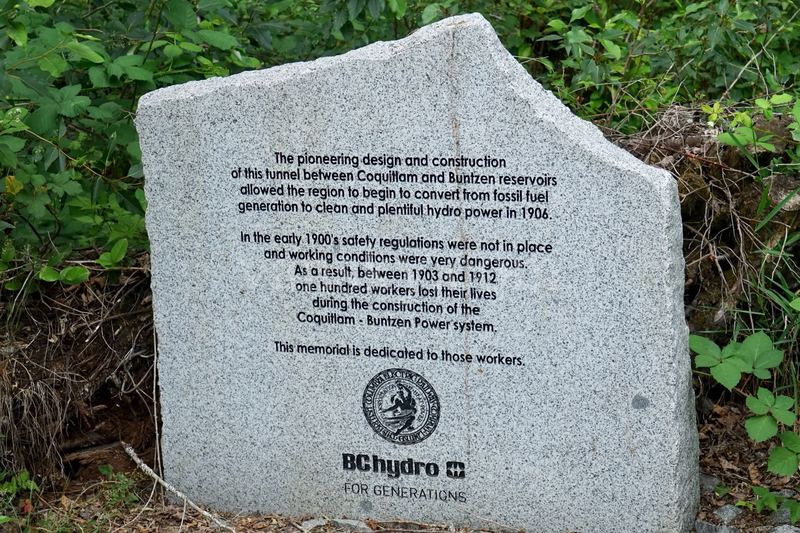 The pioneering design and construction
of this tunnel between Coquitlam and Buntzen reservoirs
allowed the region to begin to convert from fossil fuel
generation to clean and plentiful hydro power in 1906.
In the early 1900's safety regulations were not in place
and working conditions were very dangerous.
As a result, between 1903 and 1912
one hundred workers lost their lives
during the construction of the
Coquitlam - Buntzen Power system.
This memorial is dedicated to those workers.
BChydro
FOR GENERATIONS